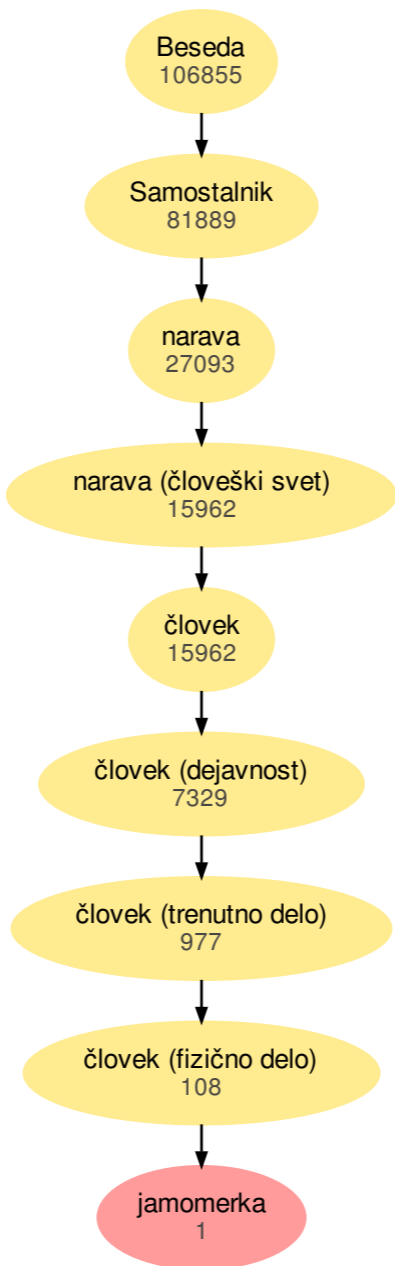 Beseda
106855
Samostalnik
81889
narava
27093
narava (človeški svet)
15962
človek
15962
človek (dejavnost)
7329
človek (trenutno delo)
977
človek (fizično delo)
108
jamomerka
1